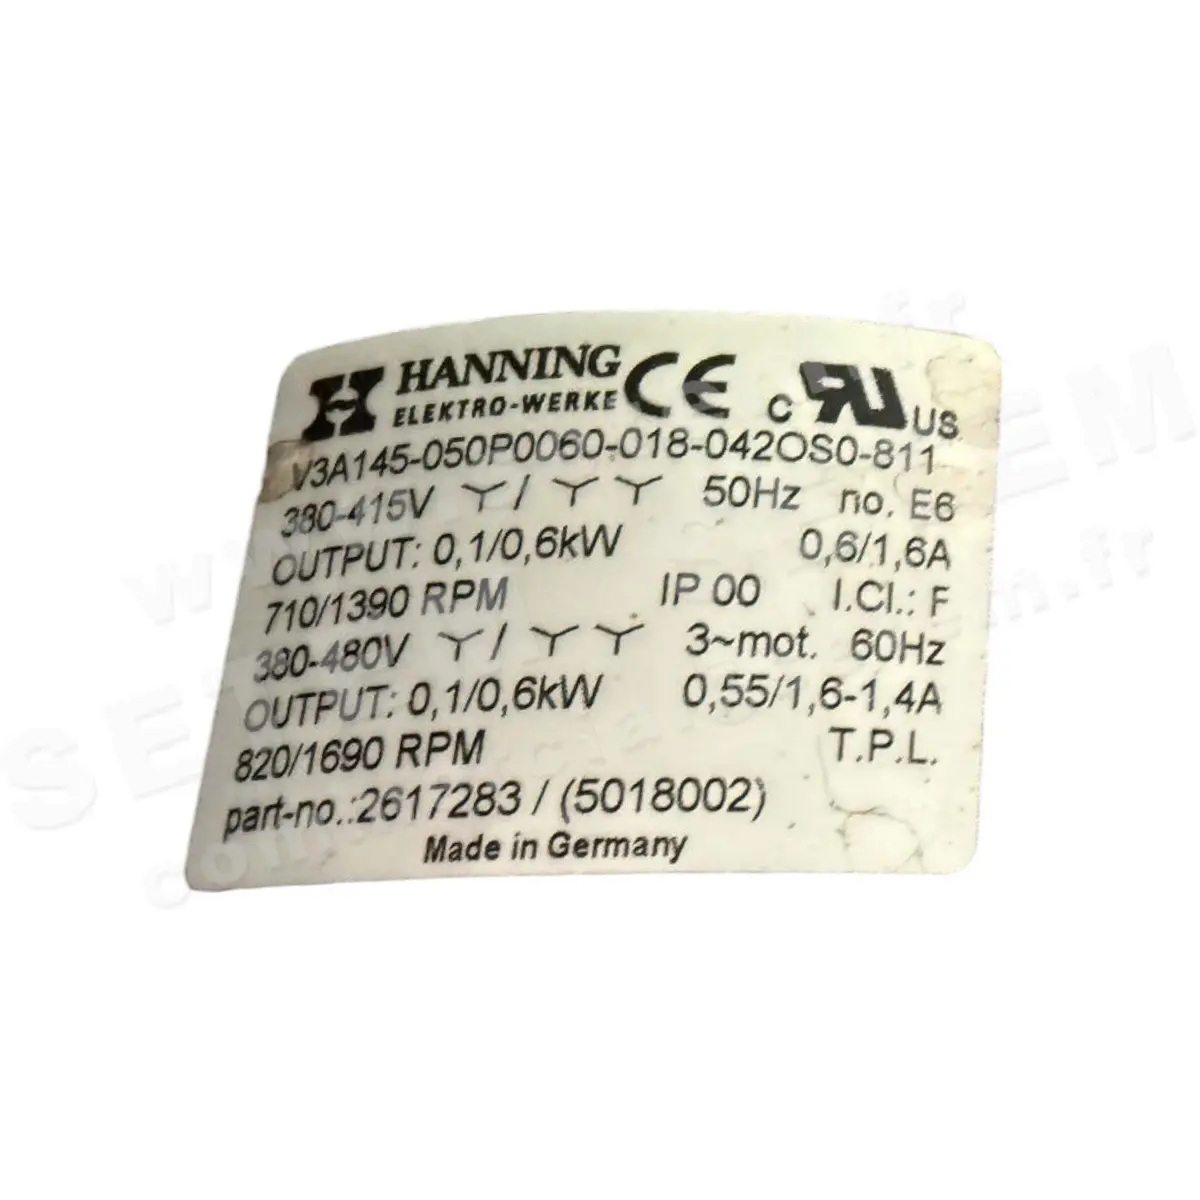 HANNING
ELEKTRO-WERKE CE c RU US
V3A145-050P0060-018-042OS0-811
380-415V Y / Y Y 50Hz no. E6
OUTPUT: 0,1/0,6kW 0,6/1,6A
710/1390 RPM IP 00 I.Cl.: F
380-480V Y / Y Y 3~mot. 60Hz
OUTPUT: 0,1/0,6kW 0,55/1,6-1,4A
820/1690 RPM T.P.L.
part-no.:2617283 / (5018002)
Made in Germany